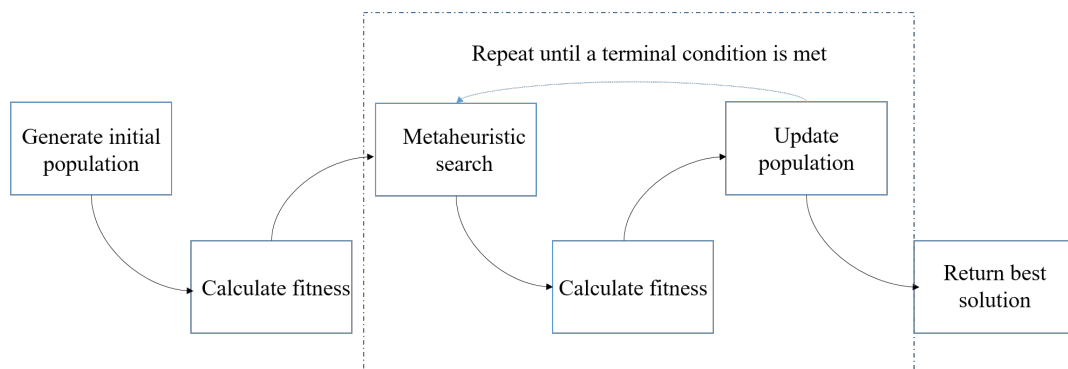 Repeat until a terminal condition is met
Generate initial
population
Calculate fitness
Metaheuristic
search
Calculate fitness
Update
population
Return best
solution